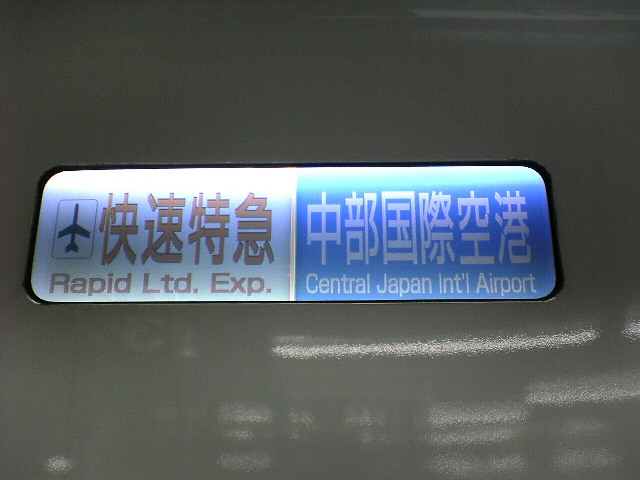 快速特急
Rapid Ltd. Exp.
中部国際空港
Central Japan Int'l Airport